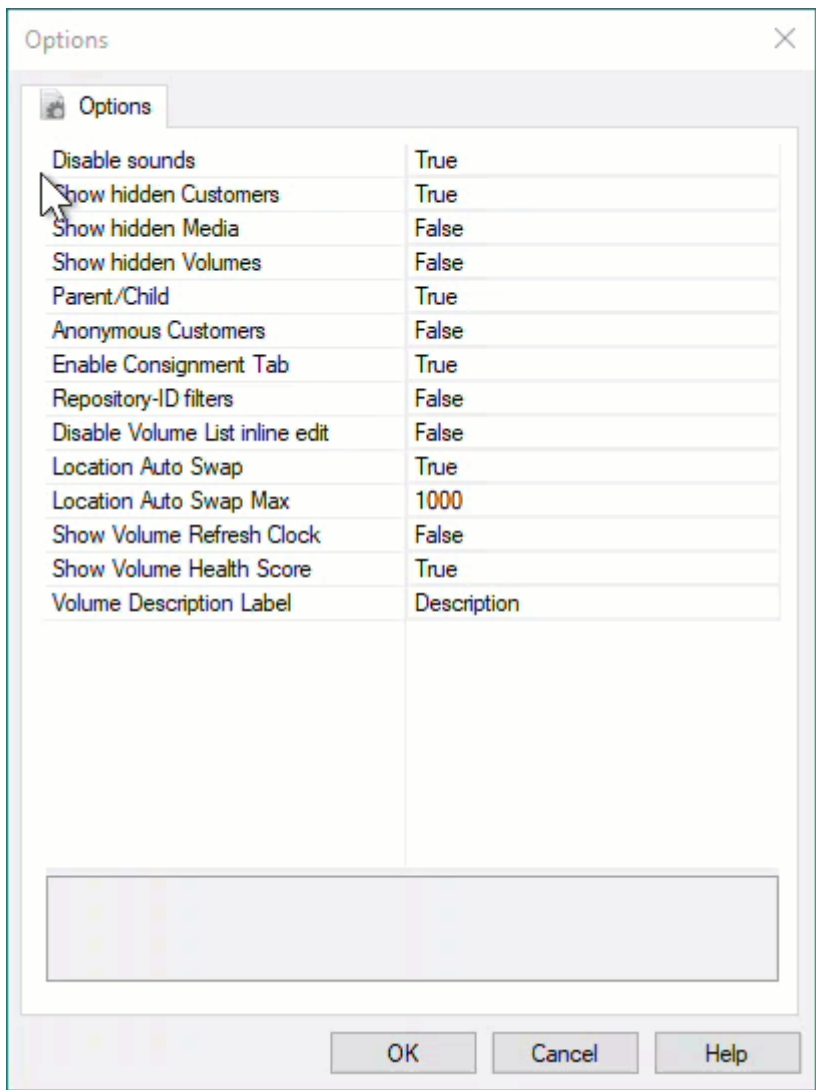 Options
Options
Disable sounds True
Show hidden Customers True
Show hidden Media False
Show hidden Volumes False
Parent/Child True
Anonymous Customers False
Enable Consignment Tab True
Repository-ID filters False
Disable Volume List inline edit False
Location Auto Swap True
Location Auto Swap Max 1000
Show Volume Refresh Clock False
Show Volume Health Score True
Volume Description Label Description
OK Cancel Help